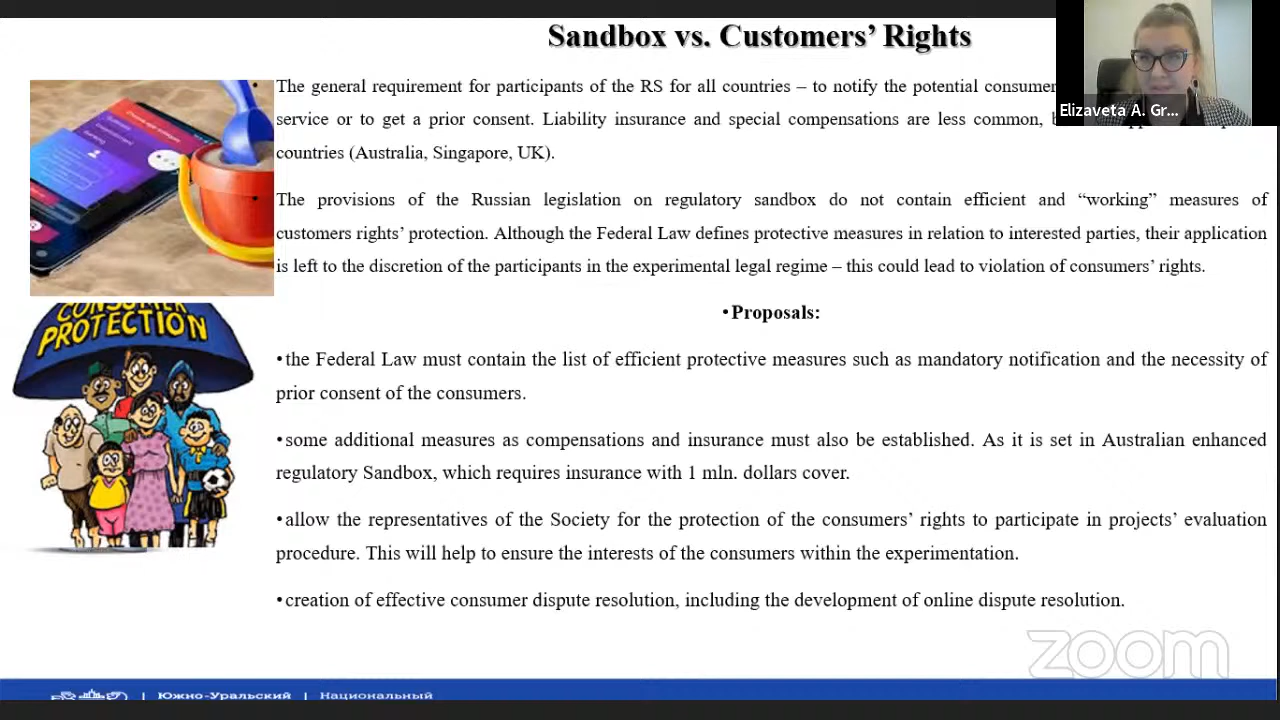 Sandbox vs. Customers’ Rights
The general requirement for participants of the RS for all countries – to notify the potential consumer
service or to get a prior consent. Liability insurance and special compensations are less common,
countries (Australia, Singapore, UK).
The provisions of the Russian legislation on regulatory sandbox do not contain efficient and “working” measures of
customers rights’ protection. Although the Federal Law defines protective measures in relation to interested parties, their application
is left to the discretion of the participants in the experimental legal regime – this could lead to violation of consumers’ rights.
•Proposals:
•the Federal Law must contain the list of efficient protective measures such as mandatory notification and the necessity of
prior consent of the consumers.
•some additional measures as compensations and insurance must also be established. As it is set in Australian enhanced
regulatory Sandbox, which requires insurance with 1 mln. dollars cover.
•allow the representatives of the Society for the protection of the consumers’ rights to participate in projects’ evaluation
procedure. This will help to ensure the interests of the consumers within the experimentation.
•creation of effective consumer dispute resolution, including the development of online dispute resolution.
Elizaveta A. Gr...
CONSUMER
PROTECTION
zoom
Южно-Уральский | Национальный